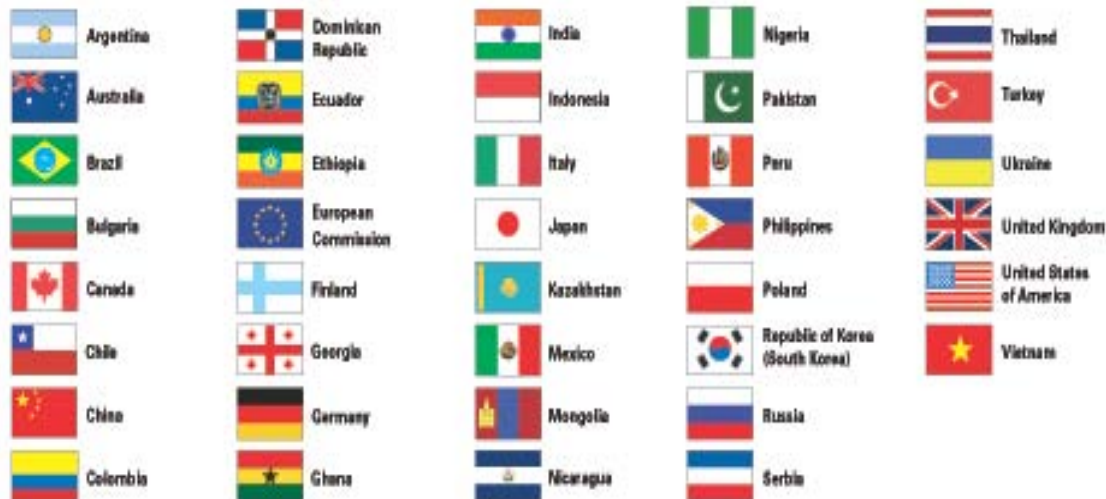 Argentina
Australia
Brazil
Bulgaria
Canada
Chile
China
Colombia
Dominican
Republic
Ecuador
Ethiopia
European
Commission
Finland
Georgia
Germany
Ghana
India
Indonesia
Italy
Japan
Kazakhstan
Mexico
Mongolia
Nicaragua
Nigeria
Pakistan
Peru
Philippines
Poland
Republic of Korea
(South Korea)
Russia
Serbia
Thailand
Turkey
Ukraine
United Kingdom
United States
of America
Vietnam